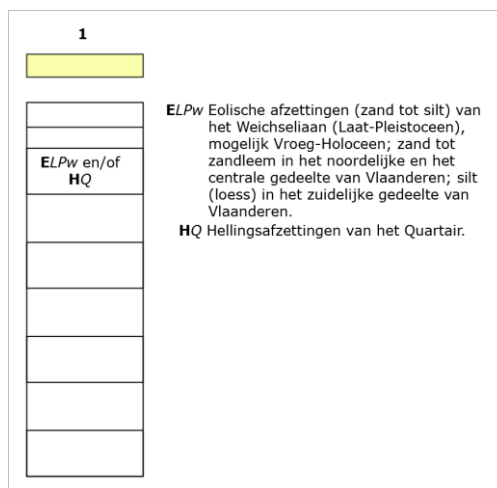 1
ELPw en/of
HQ
ELPw Eolische afzettingen (zand tot silt) van
het Weichseliaan (Laat-Pleistoceen),
mogelijk Vroeg-Holoceen; zand tot
zandleem in het noordelijke en het
centrale gedeelte van Vlaanderen; silt
(loess) in het zuidelijke gedeelte van
Vlaanderen.
HQ Hellingsafzettingen van het Quartair.